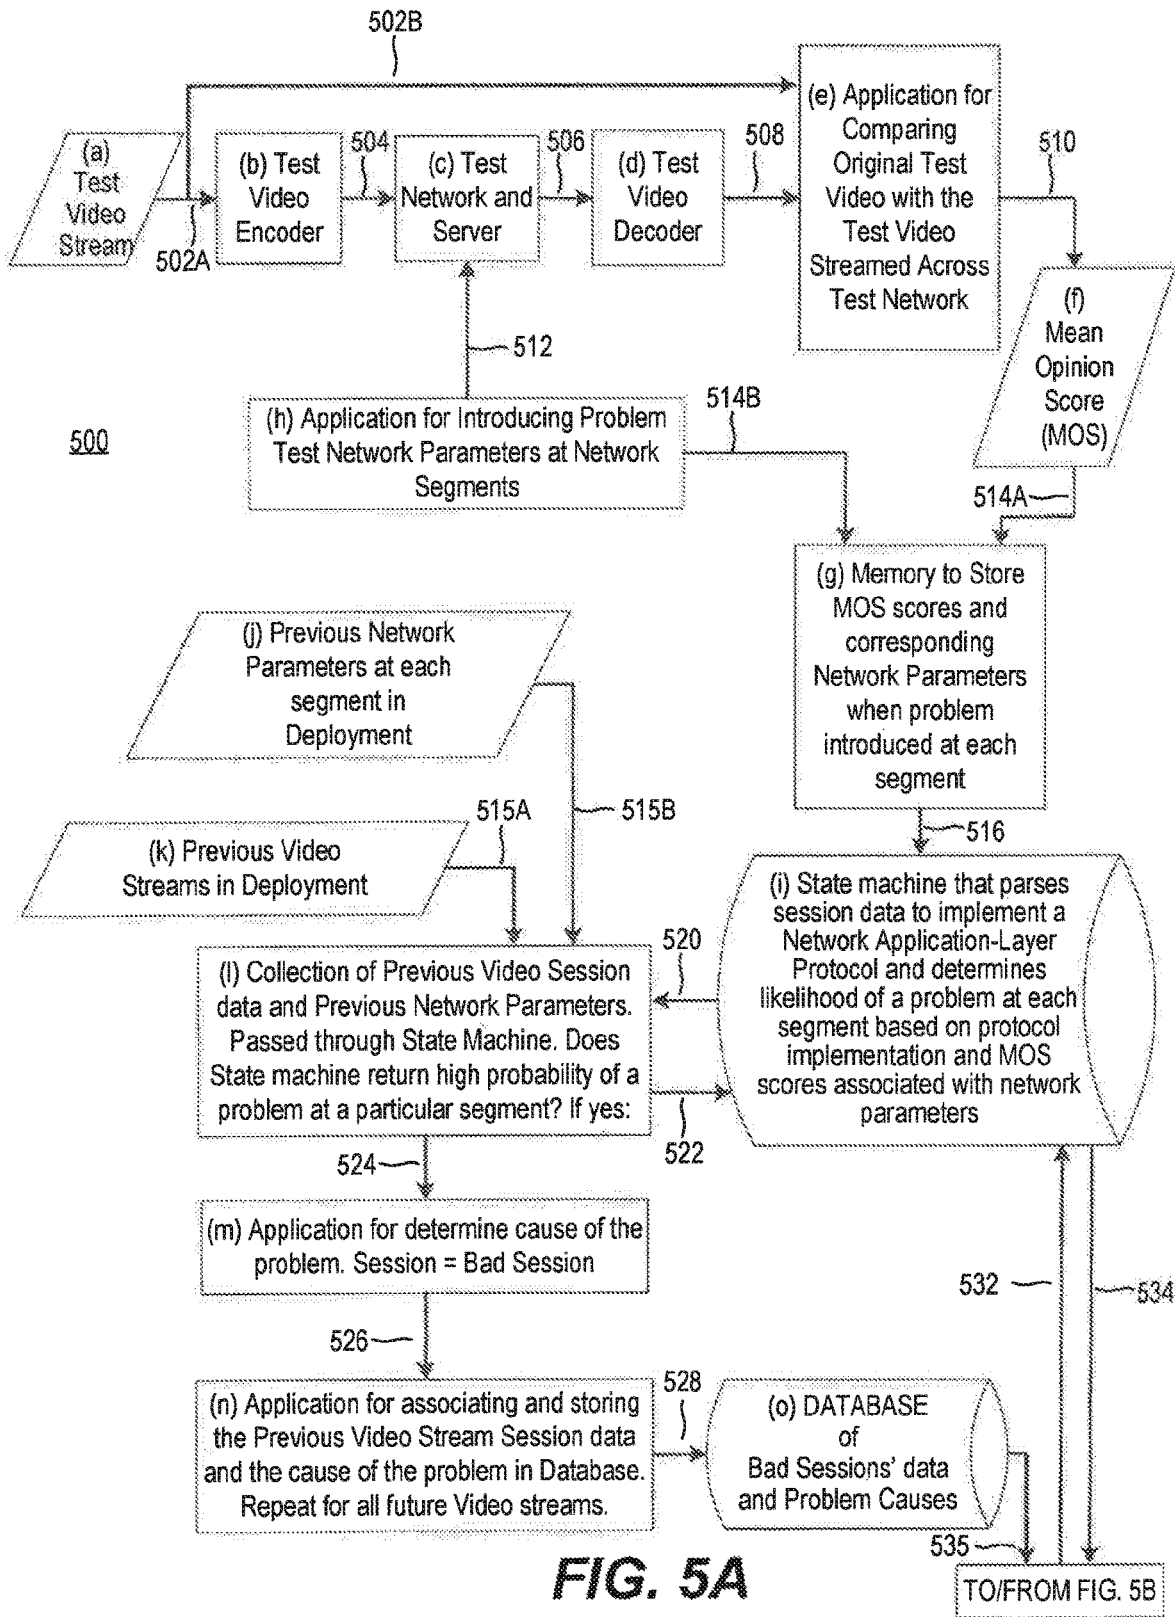 502B
(a)
Test
Video
Stream
502A
(b) Test
Video
Encoder
504
(c) Test
Network and
Server
506
(d) Test
Video
Decoder
508
(e) Application for
Comparing
Original Test
Video with the
Test Video
Streamed Across
Test Network
510
(f)
Mean
Opinion
Score
(MOS)
512
500
(h) Application for Introducing Problem
Test Network Parameters at Network
Segments
514B
514A
(g) Memory to Store
MOS scores and
corresponding
Network Parameters
when problem
introduced at each
segment
(j) Previous Network
Parameters at each
segment in
Deployment
515A
515B
516
(k) Previous Video
Streams in Deployment
(i) State machine that parses
session data to implement a
Network Application-Layer
Protocol and determines
likelihood of a problem at each
segment based on protocol
implementation and MOS
scores associated with network
parameters
520
(l) Collection of Previous Video Session
data and Previous Network Parameters.
Passed through State Machine. Does
State machine return high probability of a
problem at a particular segment? If yes:
522
524
(m) Application for determine cause of the
problem. Session = Bad Session
532
534
526
(n) Application for associating and storing
the Previous Video Stream Session data
and the cause of the problem in Database.
Repeat for all future Video streams.
528
(o) DATABASE
of
Bad Sessions' data
and Problem Causes
535
TO/FROM FIG. 5B
FIG. 5A